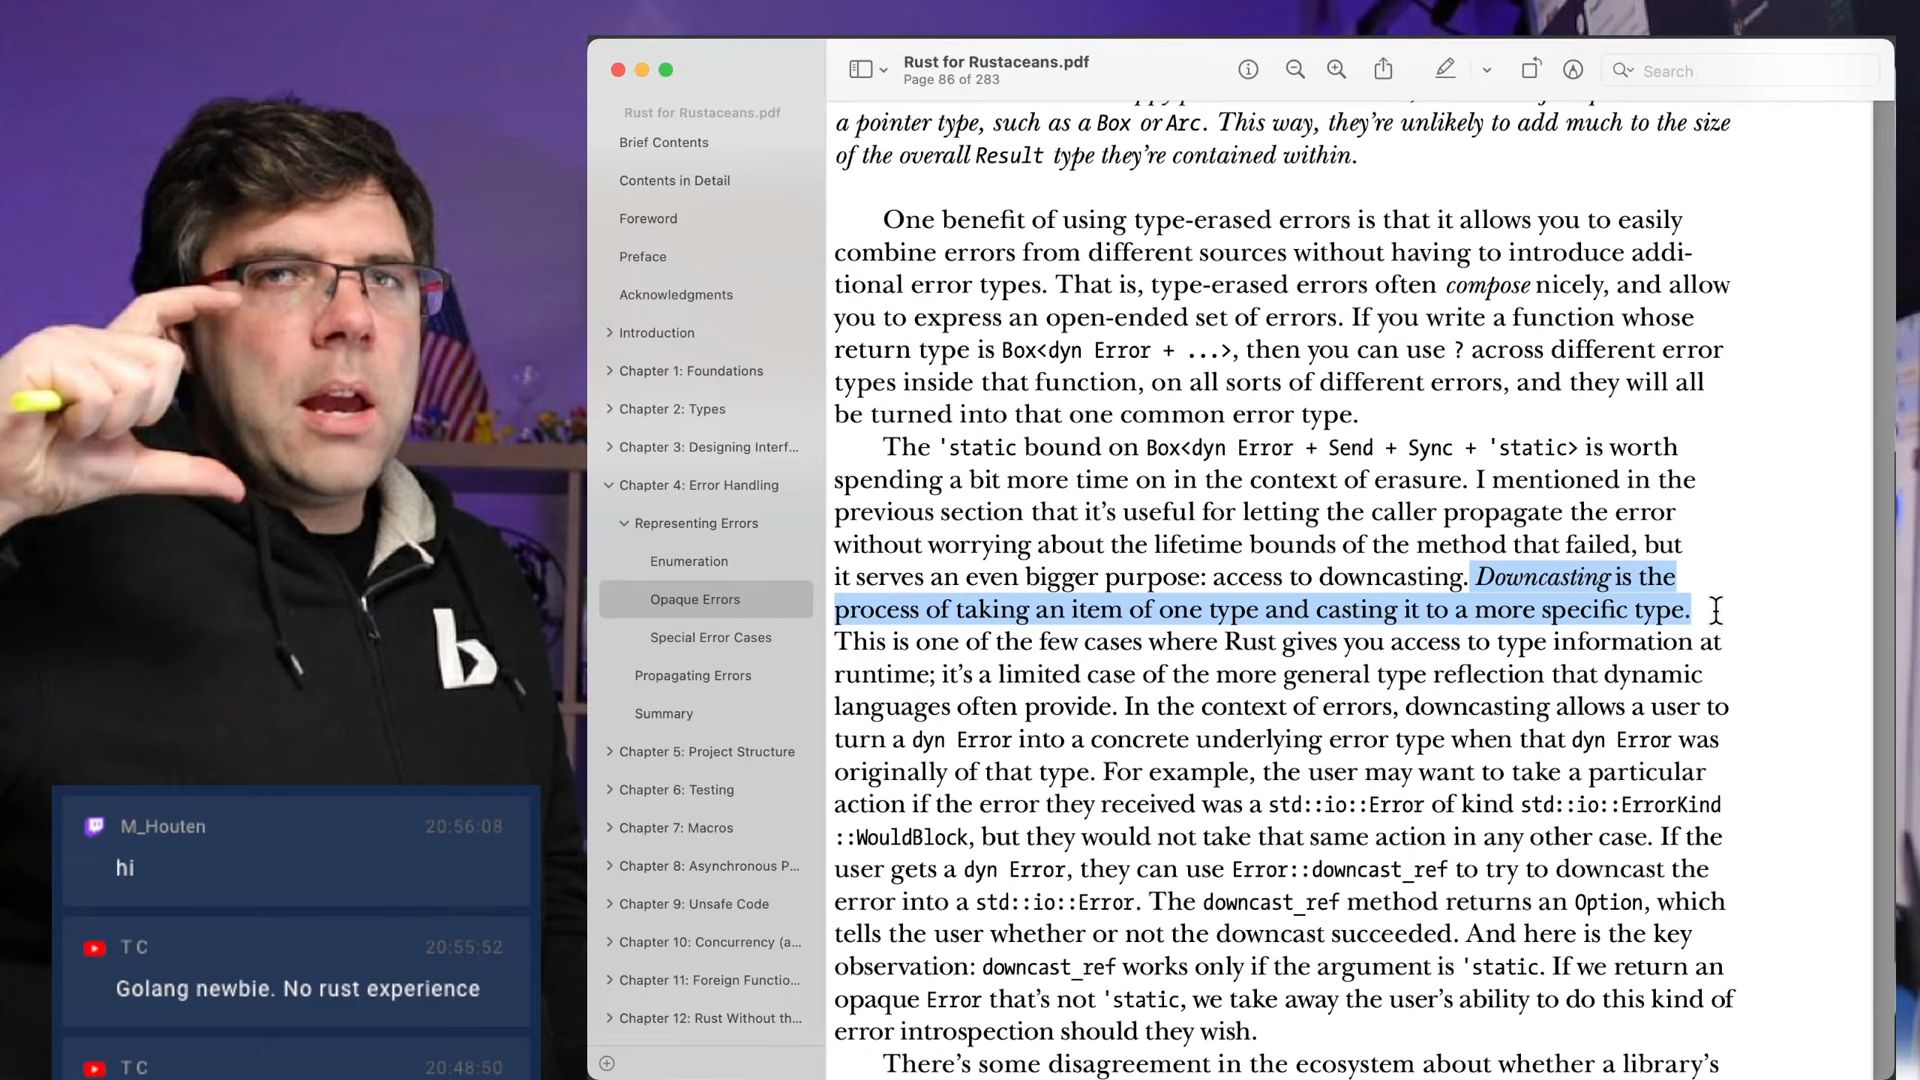 Rust for Rustaceans.pdf
Page 86 of 283
Search
Rust for Rustaceans.pdf
Brief Contents
Contents in Detail
Foreword
Preface
Acknowledgments
Introduction
Chapter 1: Foundations
Chapter 2: Types
Chapter 3: Designing Interf...
Chapter 4: Error Handling
Representing Errors
Enumeration
Opaque Errors
Special Error Cases
Propagating Errors
Summary
Chapter 5: Project Structure
Chapter 6: Testing
Chapter 7: Macros
Chapter 8: Asynchronous P...
Chapter 9: Unsafe Code
Chapter 10: Concurrency (a...
Chapter 11: Foreign Functio...
Chapter 12: Rust Without th...
a pointer type, such as a Box or Arc. This way, they’re unlikely to add much to the size
of the overall Result type they’re contained within.
One benefit of using type-erased errors is that it allows you to easily
combine errors from different sources without having to introduce addi-
tional error types. That is, type-erased errors often compose nicely, and allow
you to express an open-ended set of errors. If you write a function whose
return type is Box<dyn Error + ...>, then you can use ? across different error
types inside that function, on all sorts of different errors, and they will all
be turned into that one common error type.
The 'static bound on Box<dyn Error + Send + Sync + 'static> is worth
spending a bit more time on in the context of erasure. I mentioned in the
previous section that it’s useful for letting the caller propagate the error
without worrying about the lifetime bounds of the method that failed, but
it serves an even bigger purpose: access to downcasting. Downcasting is the
process of taking an item of one type and casting it to a more specific type.
This is one of the few cases where Rust gives you access to type information at
runtime; it’s a limited case of the more general type reflection that dynamic
languages often provide. In the context of errors, downcasting allows a user to
turn a dyn Error into a concrete underlying error type when that dyn Error was
originally of that type. For example, the user may want to take a particular
action if the error they received was a std::io::Error of kind std::io::ErrorKind
::WouldBlock, but they would not take that same action in any other case. If the
user gets a dyn Error, they can use Error::downcast_ref to try to downcast the
error into a std::io::Error. The downcast_ref method returns an Option, which
tells the user whether or not the downcast succeeded. And here is the key
observation: downcast_ref works only if the argument is 'static. If we return an
opaque Error that’s not 'static, we take away the user’s ability to do this kind of
error introspection should they wish.
There’s some disagreement in the ecosystem about whether a library’s
b
M_Houten 20:56:08
hi
T C 20:55:52
Golang newbie. No rust experience
T C 20:48:50